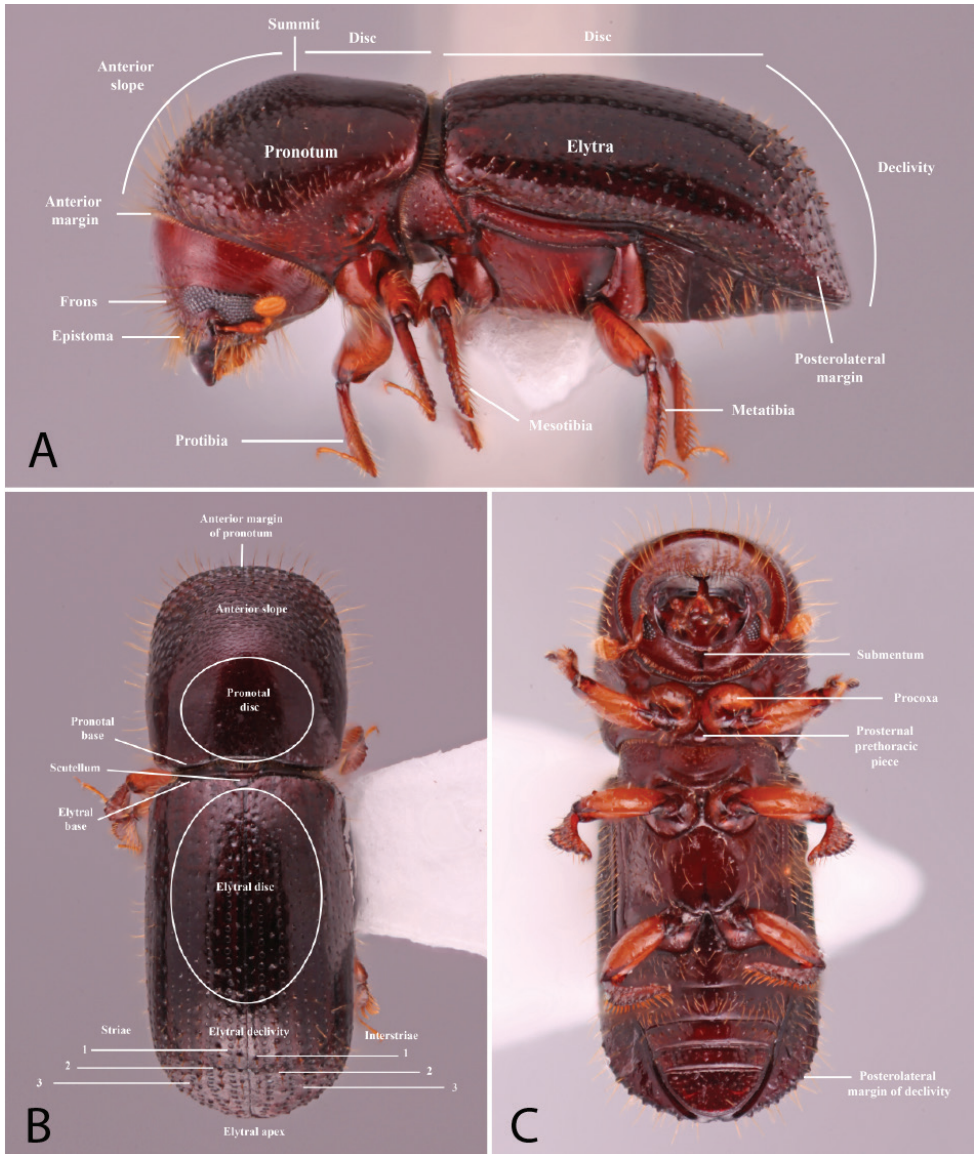 Summit
Disc
Disc
Anterior
slope
Pronotum
Elytra
Declivity
Anterior
margin
Frons
Epistoma
Posterolateral
margin
Mesotibia
Metatibia
Protibia
A
Anterior margin
of pronotum
Anterior slope
Pronotal
disc
Pronotal
base
Scutellum
Elytral
base
Elytral disc
Striae
Elytral declivity
Interstriae
1
1
2
2
3
3
Elytral apex
B
Submentum
Procoxa
Prosternal
prethoracic
piece
Posterolateral
margin of declivity
C